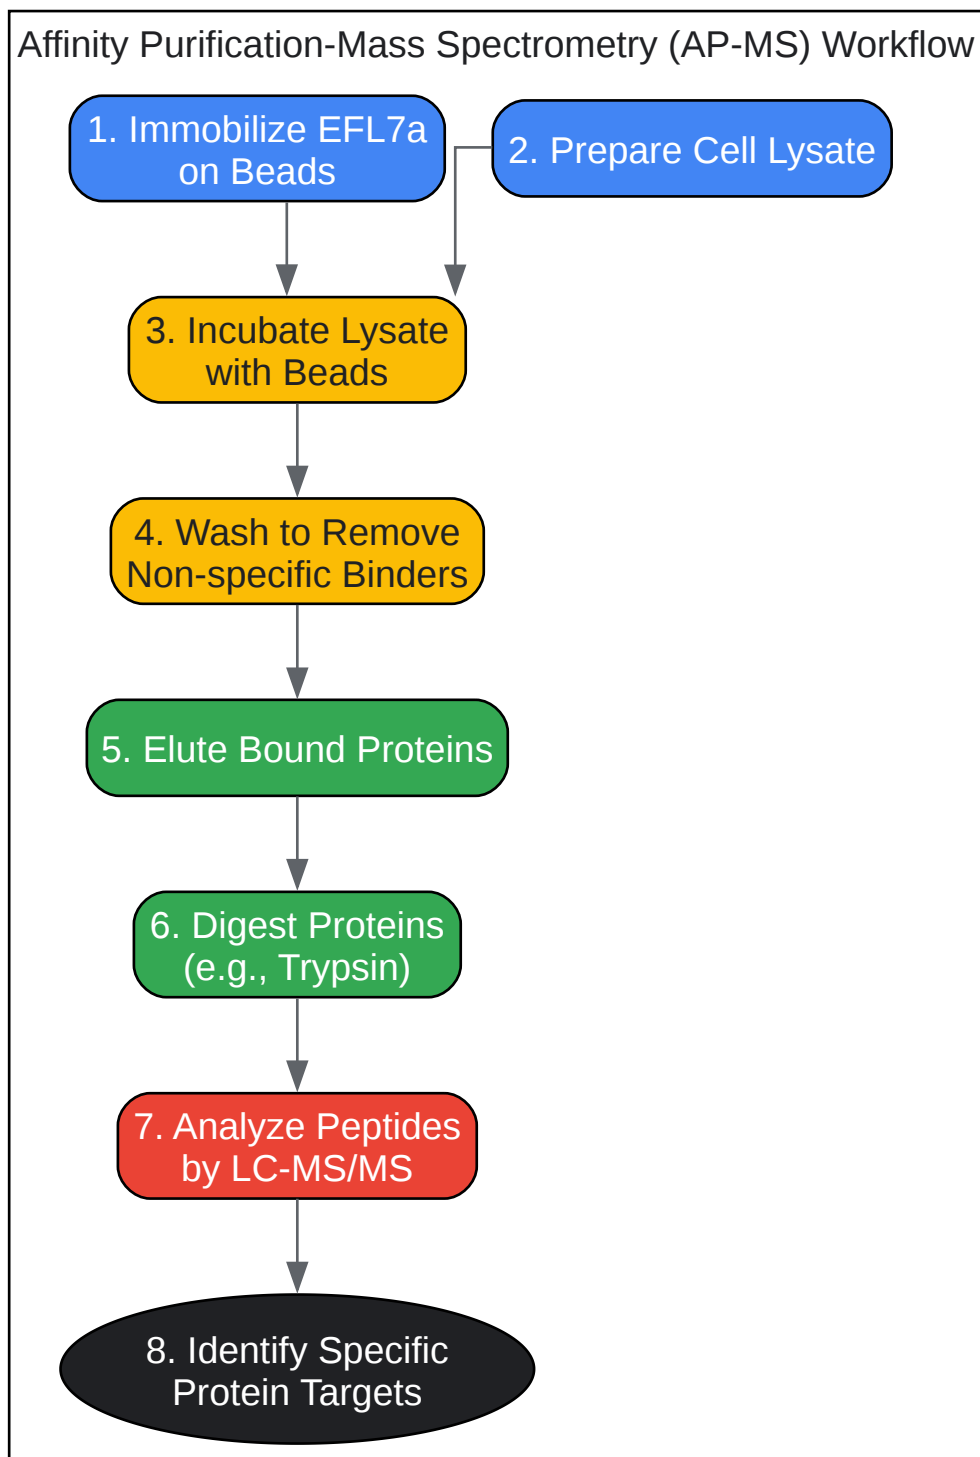 Affinity Purification-Mass Spectrometry (AP-MS) Workflow
1. Immobilize EFL7a
on Beads
2. Prepare Cell Lysate
3. Incubate Lysate
with Beads
4. Wash to Remove
Non-specific Binders
5. Elute Bound Proteins
6. Digest Proteins
(e.g., Trypsin)
7. Analyze Peptides
by LC-MS/MS
8. Identify Specific
Protein Targets